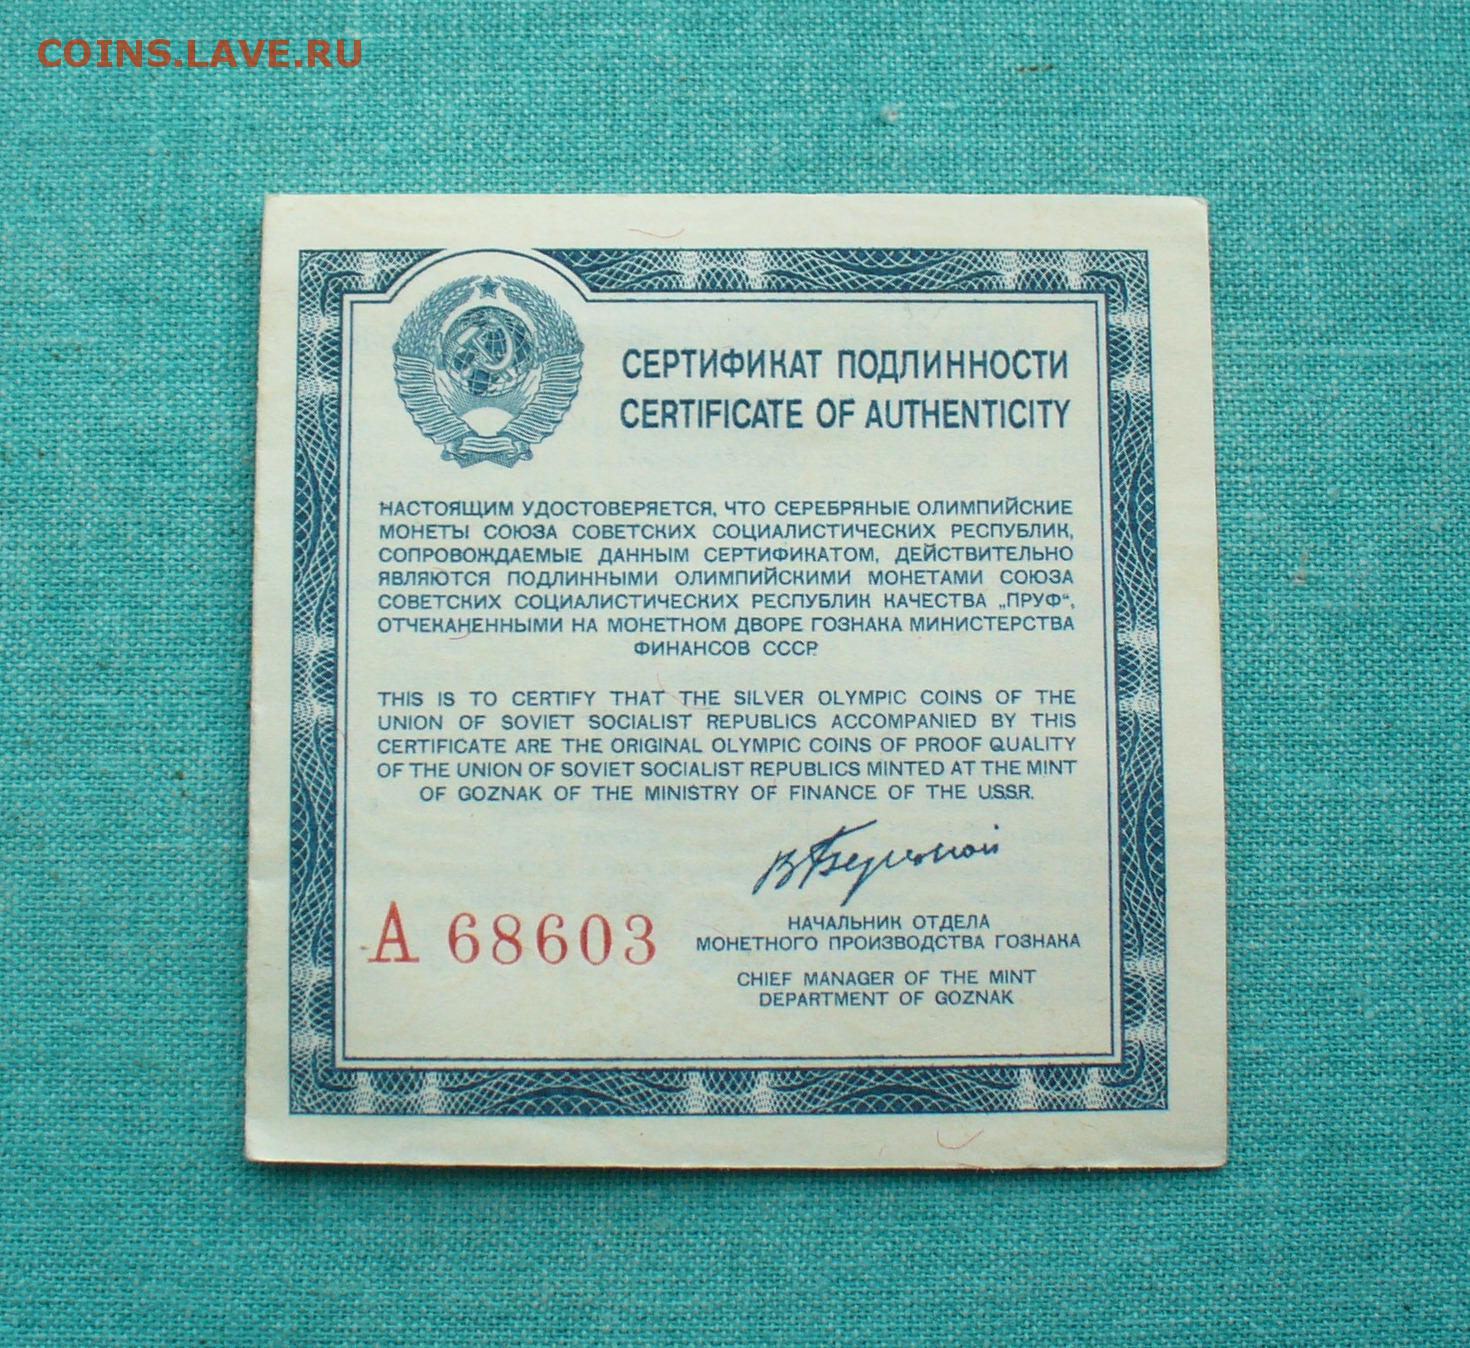 COINS.LAVE.RU
СЕРТИФИКАТ ПОДЛИННОСТИ
CERTIFICATE OF AUTHENTICITY
НАСТОЯЩИМ УДОСТОВЕРЯЕТСЯ, ЧТО СЕРЕБРЯНЫЕ ОЛИМПИЙСКИЕ
МОНЕТЫ СОЮЗА СОВЕТСКИХ СОЦИАЛИСТИЧЕСКИХ РЕСПУБЛИК,
СОПРОВОЖДАЕМЫЕ ДАННЫМ СЕРТИФИКАТОМ, ДЕЙСТВИТЕЛЬНО
ЯВЛЯЮТСЯ ПОДЛИННЫМИ ОЛИМПИЙСКИМИ МОНЕТАМИ СОЮЗА
СОВЕТСКИХ СОЦИАЛИСТИЧЕСКИХ РЕСПУБЛИК КАЧЕСТВА „ПРУФ“,
ОТЧЕКАНЕННЫМИ НА МОНЕТНОМ ДВОРЕ ГОЗНАКА МИНИСТЕРСТВА
ФИНАНСОВ СССР.
THIS IS TO CERTIFY THAT THE SILVER OLYMPIC COINS OF THE
UNION OF SOVIET SOCIALIST REPUBLICS ACCOMPANIED BY THIS
CERTIFICATE ARE THE ORIGINAL OLYMPIC COINS OF PROOF QUALITY
OF THE UNION OF SOVIET SOCIALIST REPUBLICS MINTED AT THE MINT
OF GOZNAK OF THE MINISTRY OF FINANCE OF THE U.S.S.R.
А 68603
НАЧАЛЬНИК ОТДЕЛА
МОНЕТНОГО ПРОИЗВОДСТВА ГОЗНАКА
CHIEF MANAGER OF THE MINT
DEPARTMENT OF GOZNAK